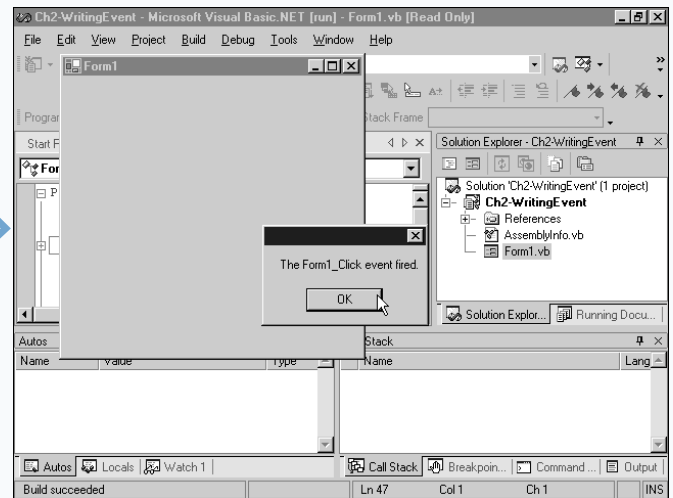 Ch2-WritingEvent - Microsoft Visual Basic.NET [run] - Form1.vb [Read Only]
File Edit View Project Build Debug Tools Window Help
Form1
Program
Stack Frame
Start P
Solution Explorer - Ch2-WritingEvent
For
Solution 'Ch2-WritingEvent' (1 project)
P
Ch2-WritingEvent
References
AssemblyInfo.vb
Form1.vb
The Form1_Click event fired.
OK
Solution Explor... Running Docu...
Autos
Stack
Name Value Type
Name Lang
Autos Locals Watch 1
Call Stack Breakpoin... Command ... Output
Build succeeded Ln 47 Col 1 Ch 1 INS